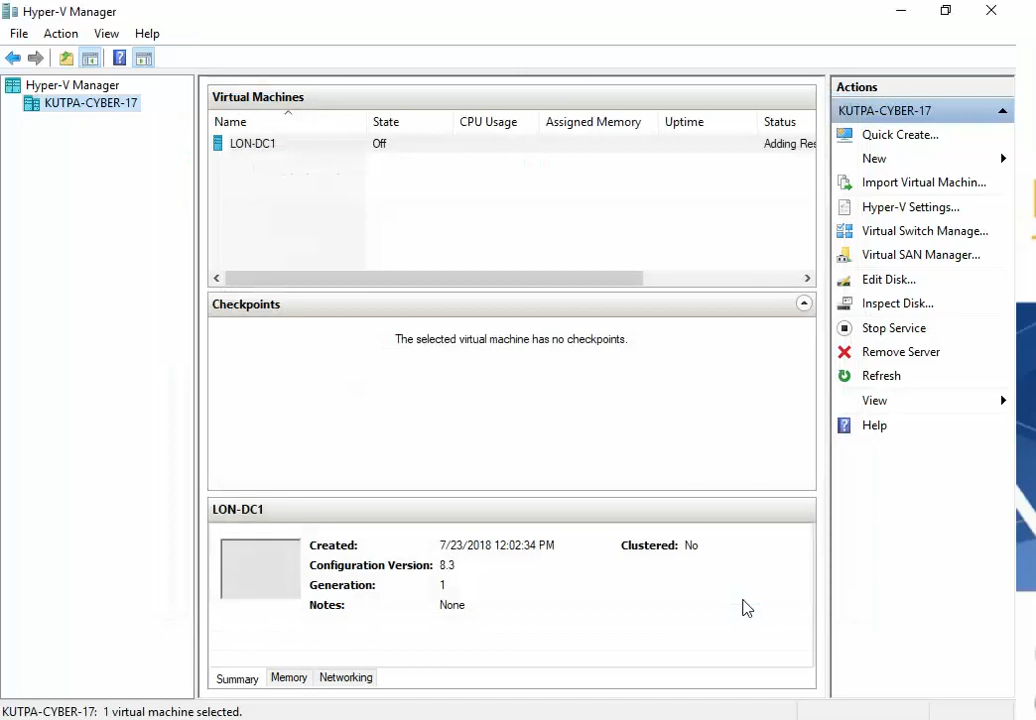 Hyper-V Manager
File Action View Help
Hyper-V Manager
KUTPA-CYBER-17
Virtual Machines
Name State CPU Usage Assigned Memory Uptime Status
LON-DC1 Off Adding Res
Checkpoints
The selected virtual machine has no checkpoints.
LON-DC1
Created: 7/23/2018 12:02:34 PM Clustered: No
Configuration Version: 8.3
Generation: 1
Notes: None
Summary Memory Networking
Actions
KUTPA-CYBER-17
Quick Create...
New
Import Virtual Machin...
Hyper-V Settings...
Virtual Switch Manage...
Virtual SAN Manager...
Edit Disk...
Inspect Disk...
Stop Service
Remove Server
Refresh
View
Help
KUTPA-CYBER-17: 1 virtual machine selected.